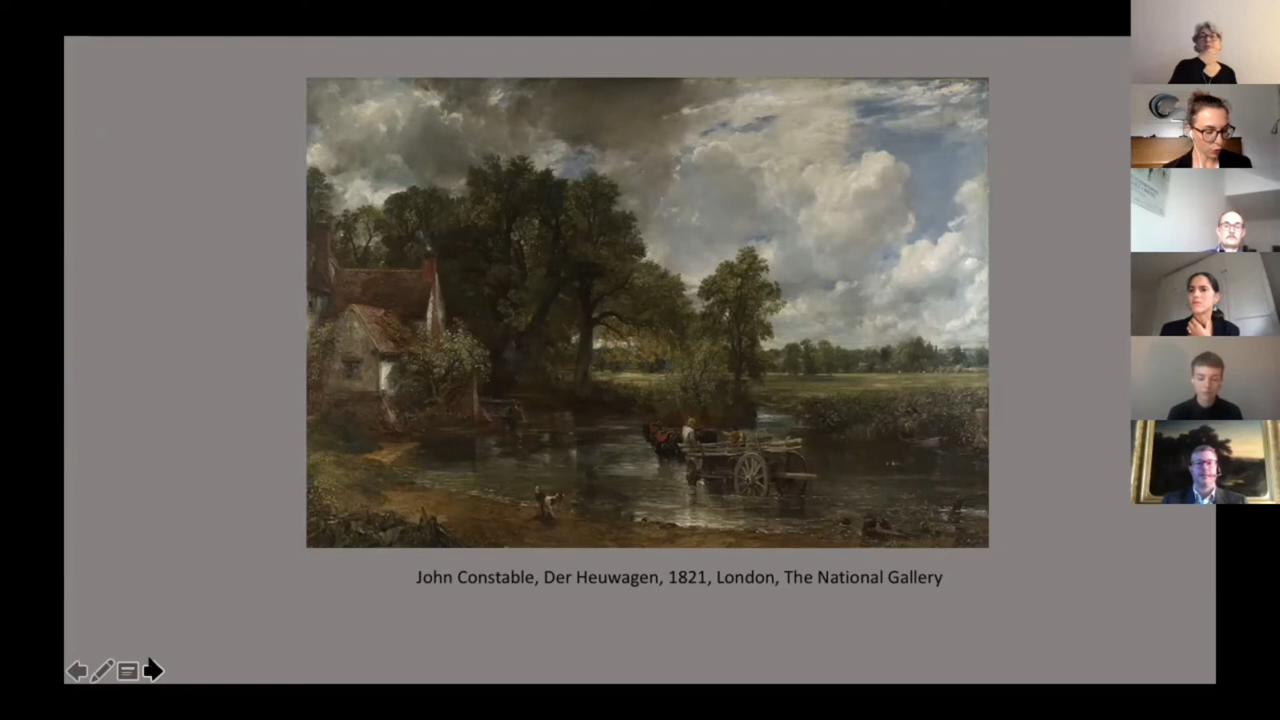 John Constable, Der Heuwagen, 1821, London, The National Gallery